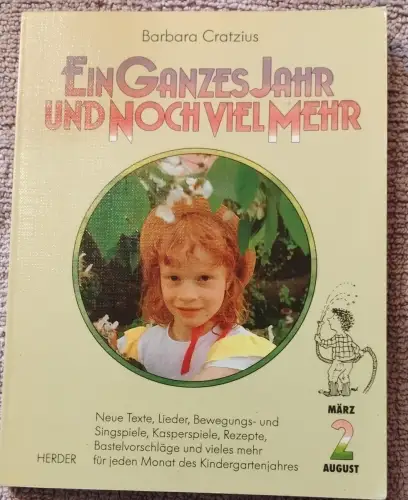 Barbara Cratzius
EIN GANZES JAHR
UND NOCH VIEL MEHR
MÄRZ
2
AUGUST
Neue Texte, Lieder, Bewegungs- und
Singspiele, Kasperspiele, Rezepte,
Bastelvorschläge und vieles mehr
für jeden Monat des Kindergartenjahres
HERDER